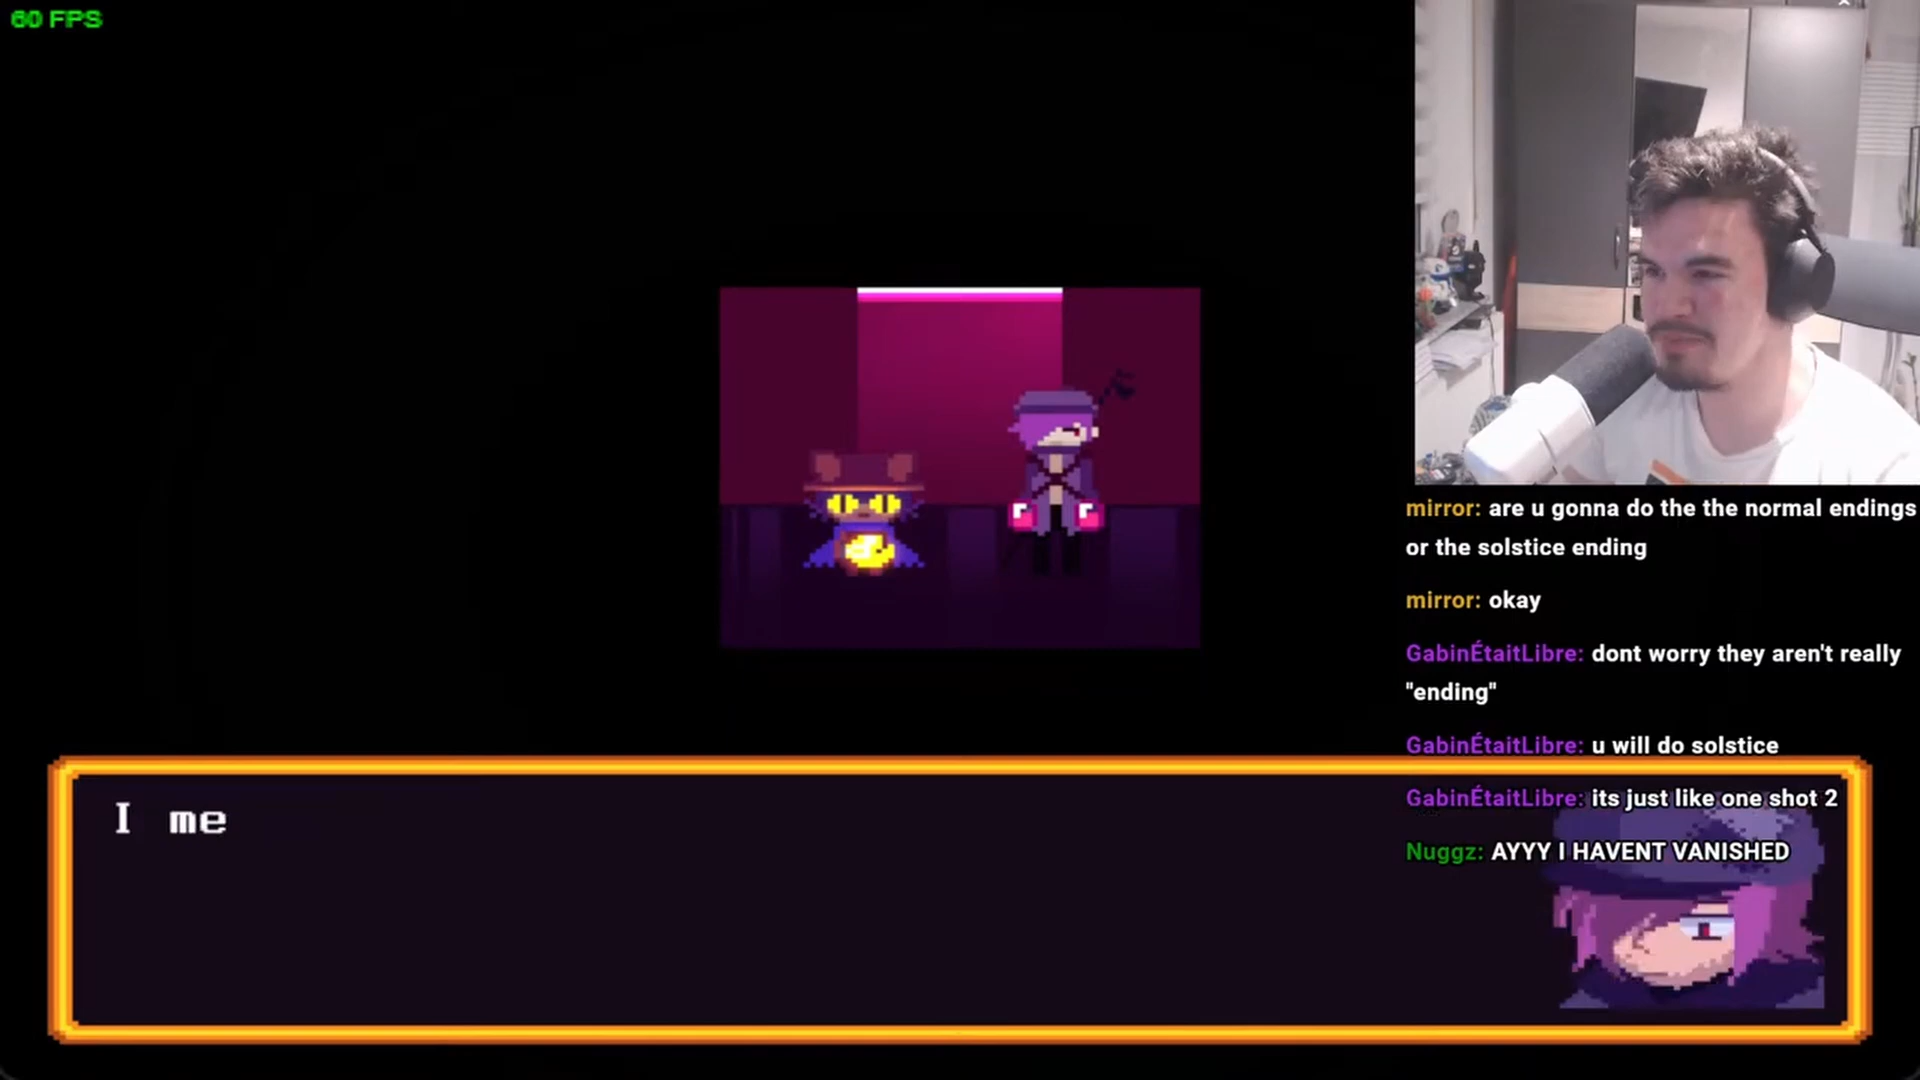 60 FPS
mirror: are u gonna do the the normal endings
or the solstice ending
mirror: okay
GabinÉtaitLibre: dont worry they aren't really
"ending"
GabinÉtaitLibre: u will do solstice
GabinÉtaitLibre: its just like one shot 2
Nuggz: AYYY I HAVENT VANISHED
I me